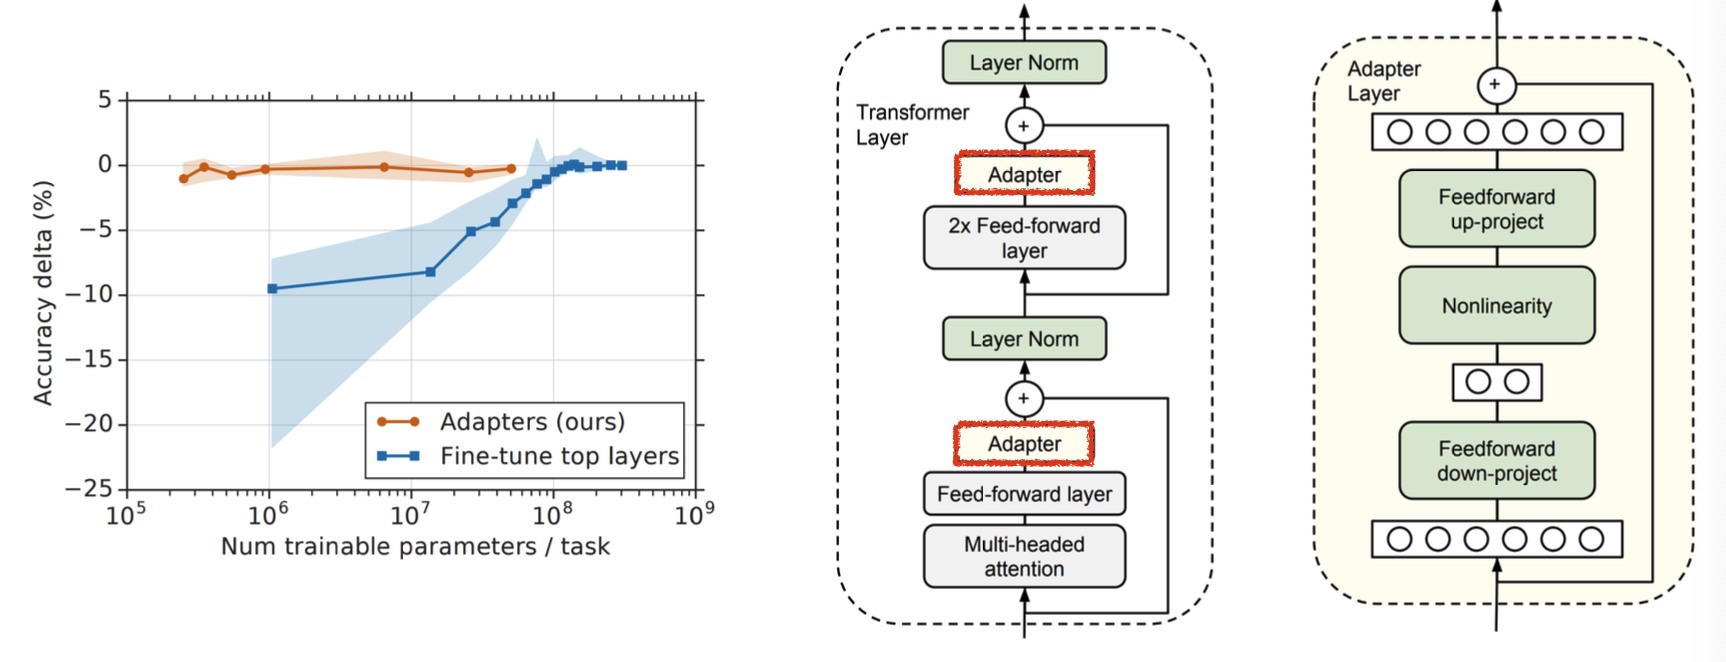 5
0
−5
−10
−15
−20
−25
Accuracy delta (%)
10^5
10^6
10^7
10^8
10^9
Num trainable parameters / task
Adapters (ours)
Fine-tune top layers
Transformer
Layer
Layer Norm
+
Adapter
2x Feed-forward
layer
Layer Norm
+
Adapter
Feed-forward layer
Multi-headed
attention
Adapter
Layer
+
Feedforward
up-project
Nonlinearity
Feedforward
down-project